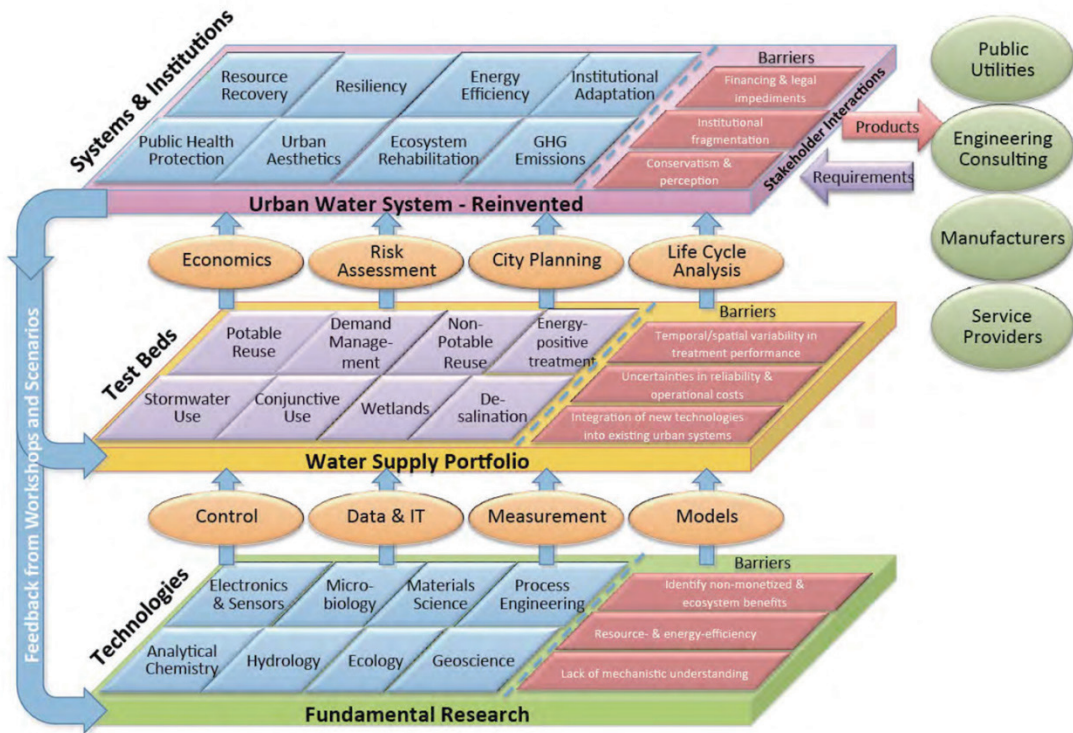 Systems & Institutions
Resource
Recovery
Resiliency
Energy
Efficiency
Institutional
Adaptation
Public Health
Protection
Urban
Aesthetics
Ecosystem
Rehabilitation
GHG
Emissions
Barriers
Financing & legal
impediments
Institutional
fragmentation
Conservatism &
perception
Stakeholder Interactions
Urban Water System - Reinvented
Products
Requirements
Public
Utilities
Engineering
Consulting
Manufacturers
Service
Providers
Economics
Risk
Assessment
City Planning
Life Cycle
Analysis
Test Beds
Potable
Reuse
Demand
Manage-
ment
Non-
Potable
Reuse
Energy-
positive
treatment
Stormwater
Use
Conjunctive
Use
Wetlands
De-
salination
Barriers
Temporal/spatial variability in
treatment performance
Uncertainties in reliability &
operational costs
Integration of new technologies
into existing urban systems
Water Supply Portfolio
Control
Data & IT
Measurement
Models
Technologies
Electronics
& Sensors
Micro-
biology
Materials
Science
Process
Engineering
Analytical
Chemistry
Hydrology
Ecology
Geoscience
Barriers
Identify non-monetized &
ecosystem benefits
Resource- & energy-efficiency
Lack of mechanistic understanding
Fundamental Research
Feedback from Workshops and Scenarios